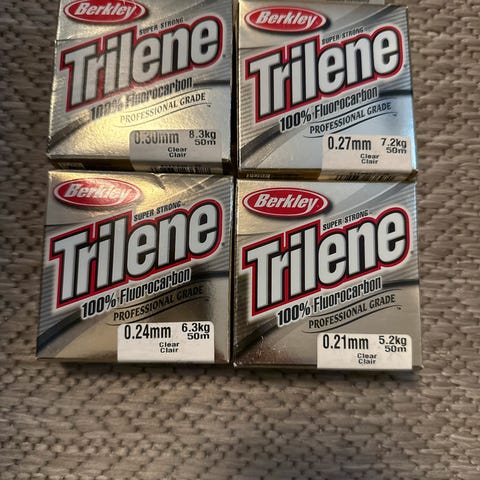 Berkley
SUPER STRONG
Trilene
100% Fluorocarbon
PROFESSIONAL GRADE
0.30mm 8.3kg
50m
Clear
Clair
Berkley
SUPER STRONG
Trilene
100% Fluorocarbon
PROFESSIONAL GRADE
0.27mm 7.2kg
50m
Clear
Clair
Berkley
SUPER STRONG
Trilene
100% Fluorocarbon
PROFESSIONAL GRADE™
0.24mm 6.3kg
50m
Clear
Clair
Berkley
SUPER STRONG
Trilene
100% Fluorocarbon
PROFESSIONAL GRADE™
0.21mm 5.2kg
50m
Clear
Clair